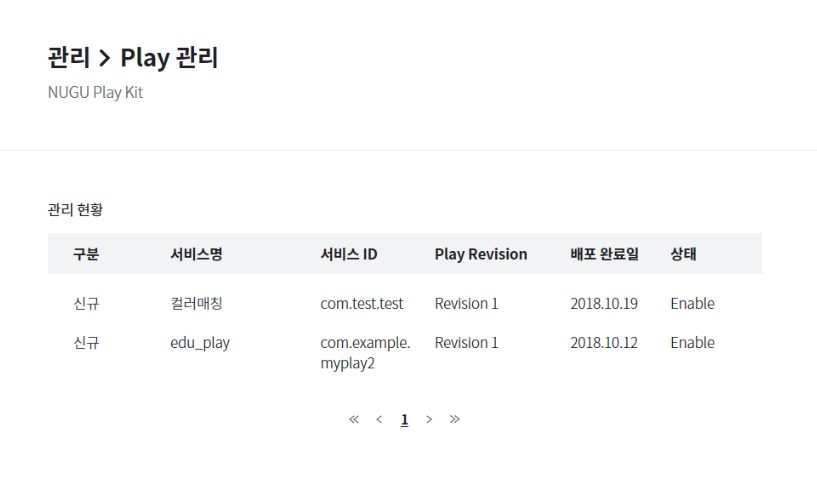 관리 > Play 관리
NUGU Play Kit
관리 현황
구분 서비스명 서비스 ID Play Revision 배포 완료일 상태
신규 컬러매칭 com.test.test Revision 1 2018.10.19 Enable
신규 edu_play com.example. Revision 1 2018.10.12 Enable
myplay2
« ‹ 1 › »